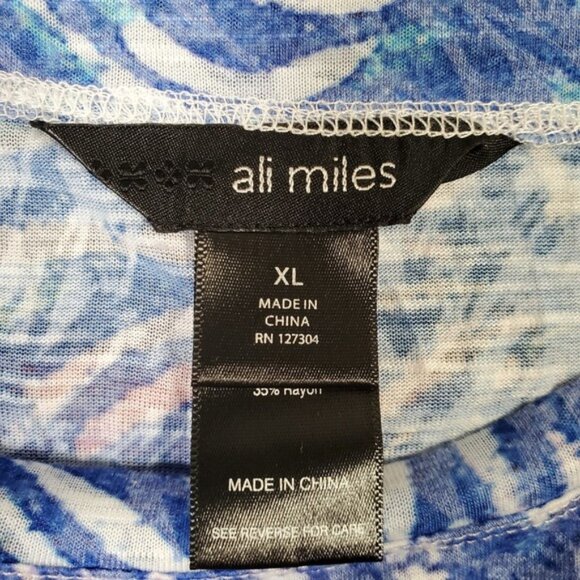 ali miles
XL
MADE IN
CHINA
RN 127304
35% Rayon
MADE IN CHINA
SEE REVERSE FOR CARE